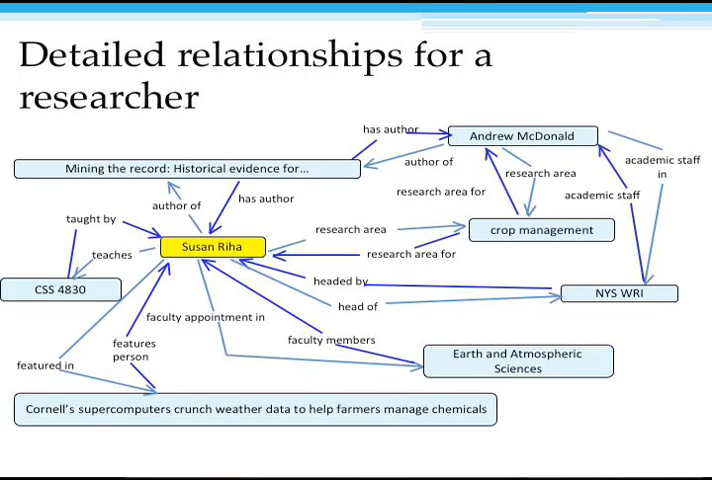 Detailed relationships for a
researcher
has author
Andrew McDonald
Mining the record: Historical evidence for...
author of
research area
academic staff
in
research area for
academic staff
author of
has author
taught by
research area
crop management
Susan Riha
teaches
research area for
CSS 4830
headed by
NYS WRI
head of
faculty appointment in
faculty members
features
person
Earth and Atmospheric
Sciences
featured in
Cornell's supercomputers crunch weather data to help farmers manage chemicals